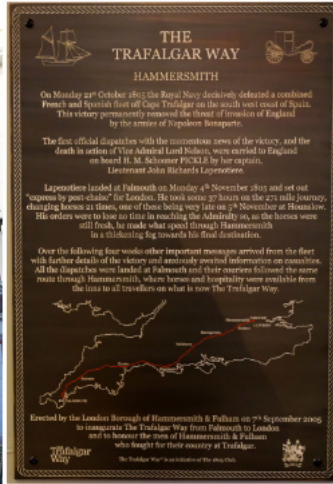 THE
TRAFALGAR WAY
HAMMERSMITH
On Monday 21st October 1805 the Royal Navy decisively defeated a combined
French and Spanish fleet off Cape Trafalgar on the south west coast of Spain.
This victory permanently removed the threat of invasion of England
by the armies of Napoleon Bonaparte.
The first official dispatches with the momentous news of the victory, and the
death in action of Vice Admiral Lord Nelson, were carried to England
on board H. M. Schooner PICKLE by her captain,
Lieutenant John Richards Lapenotiere.
Lapenotiere landed at Falmouth on Monday 4th November 1805 and set out
"express by post-chaise" for London. He took some 37 hours on the 271 mile journey,
changing horses 21 times, one of these being very late on 5th November at Hounslow.
His orders were to lose no time in reaching the Admiralty so, as the horses were
still fresh, he made what speed through Hammersmith
in a thickening fog towards his final destination.
Over the following four weeks other important messages arrived from the fleet
with further details of the victory and anxiously awaited information on casualties.
All the dispatches were landed at Falmouth and their couriers followed the same
route through Hammersmith, where horses and hospitality were available from
the inns to all travellers on what is now The Trafalgar Way.
Erected by the London Borough of Hammersmith & Fulham on 7th September 2005
to inaugurate The Trafalgar Way from Falmouth to London
and to honour the men of Hammersmith & Fulham
who fought for their country at Trafalgar.
The Trafalgar Way
The Trafalgar Way" is an initiative of The 1805 Club.